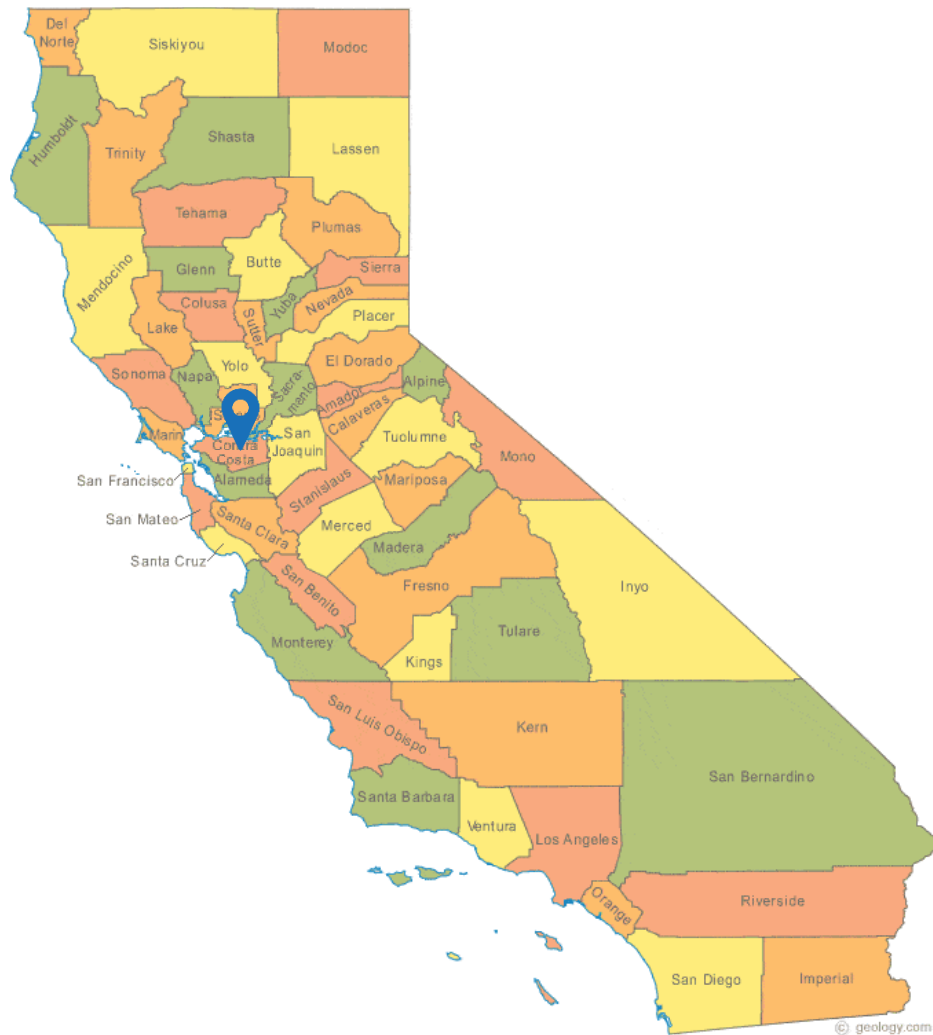 Del
Norte
Siskiyou
Modoc
Humboldt
Trinity
Shasta
Lassen
Tehama
Plumas
Mendocino
Glenn
Butte
Sierra
Colusa
Yuba
Nevada
Lake
Sutter
Placer
Sonoma
Napa
Yolo
Sacra-
mento
El Dorado
Alpine
Amador
Calaveras
Marin
Contra
Costa
San
Joaquin
Tuolumne
Mono
San Francisco
Alameda
Stanislaus
Mariposa
San Mateo
Santa Clara
Merced
Santa Cruz
Madera
San Benito
Fresno
Inyo
Monterey
Kings
Tulare
San Luis Obispo
Kern
San Bernardino
Santa Barbara
Ventura
Los Angeles
Orange
Riverside
San Diego
Imperial
© geology.com